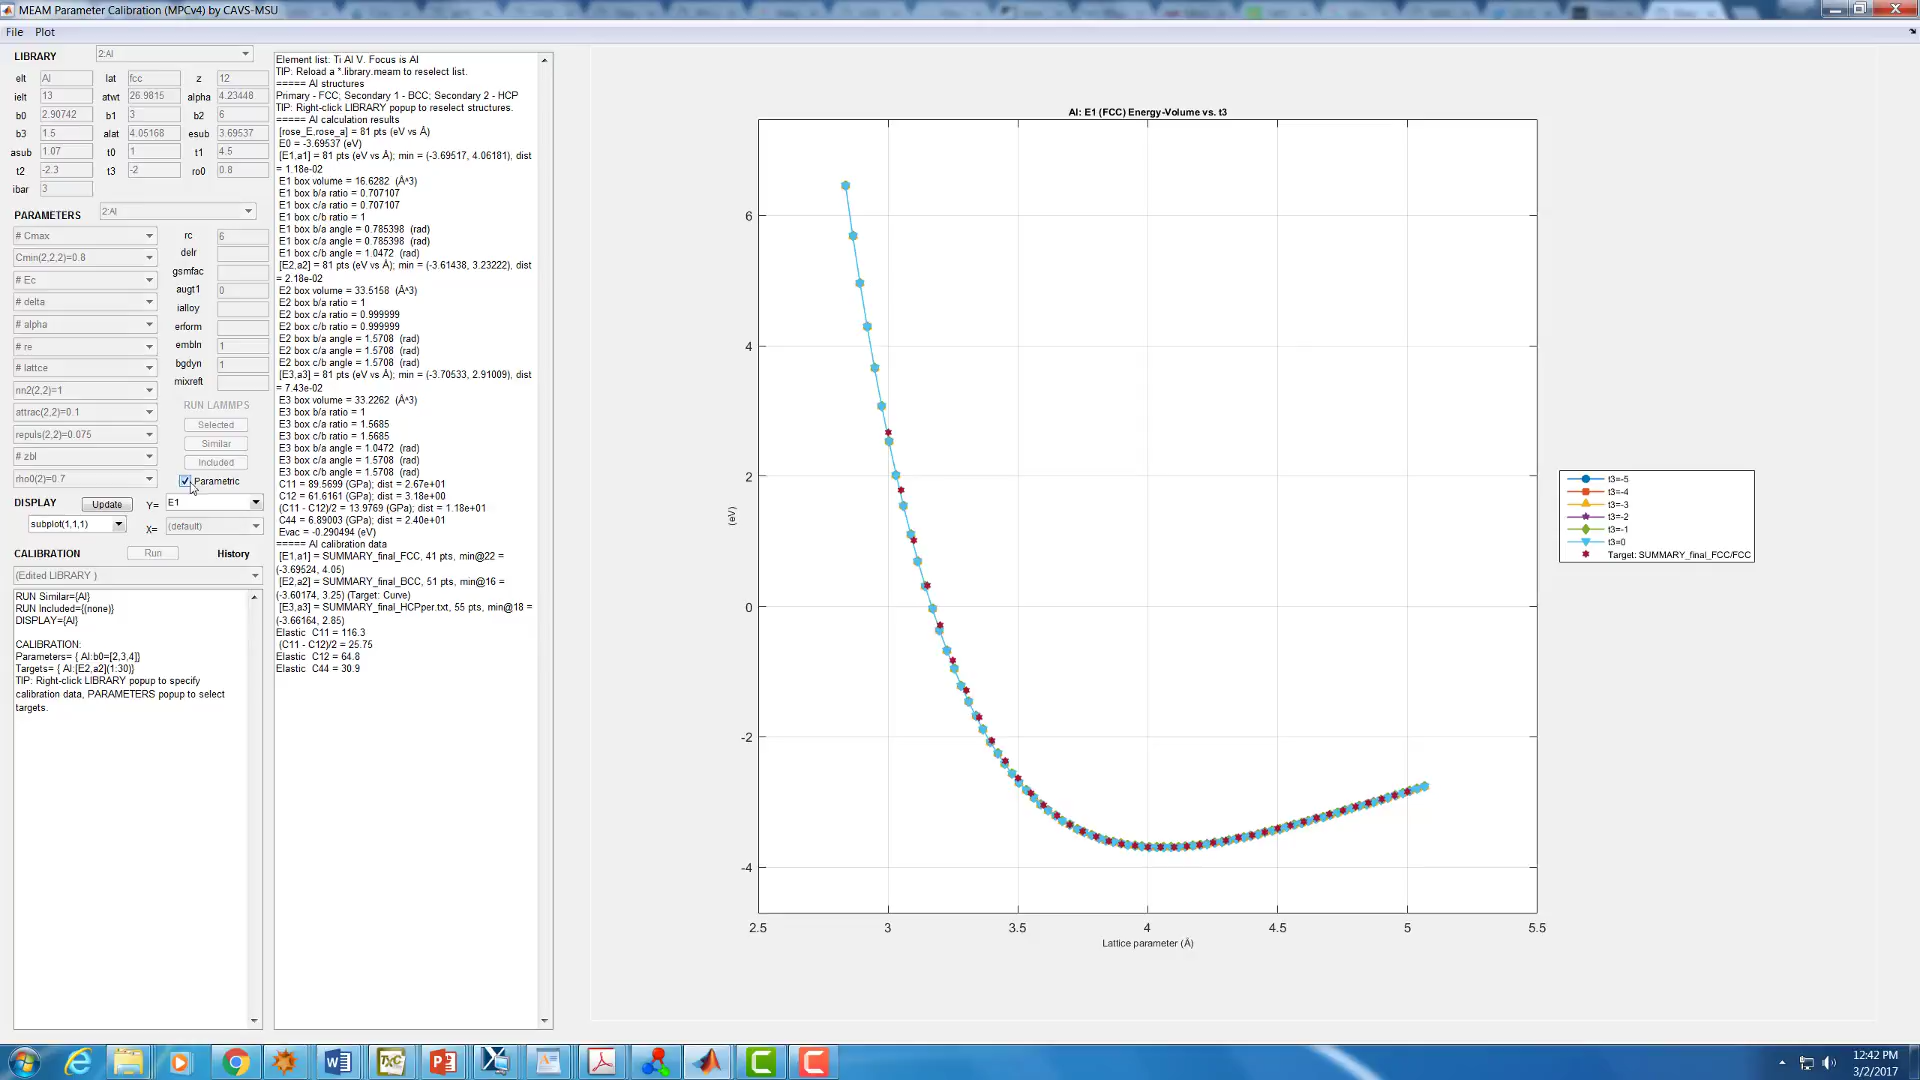 MEAM Parameter Calibration (MPCv4) by CAVS-MSU
File Plot
LIBRARY 2:Al
elt Al lat fcc z 12
ielt 13 atwt 26.9815 alpha 4.23448
b0 2.90742 b1 3 b2 6
b3 1.5 alat 4.05168 esub 3.69537
asub 1.07 t0 1 t1 4.5
t2 -2.3 t3 -2 ro0 0.8
ibar 3
PARAMETERS 2:Al
# Cmax rc 6
Cmin(2,2,2)=0.8 delr
# Ec gsmfac
# delta augt1 0
# alpha ialloy
# re erform
# lattce embln 1
nn2(2,2)=1 bgdyn 1
attrac(2,2)=0.1 mixreft
repuls(2,2)=0.075 RUN LAMMPS
# zbl Selected
rho0(2)=0.7 Similar
Included
Parametric
DISPLAY Update Y= E1
subplot(1,1,1) X= (default)
CALIBRATION Run History
(Edited LIBRARY )
RUN Similar={Al}
RUN Included={(none)}
DISPLAY={Al}
CALIBRATION:
Parameters= { Al:b0=[2,3,4]}
Targets= { Al:[E2,a2](1:30)}
TIP: Right-click LIBRARY popup to specify
calibration data, PARAMETERS popup to select
targets.
Element list: Ti Al V. Focus is Al
TIP. Reload a *.library.meam to reselect list.
===== Al structures
Primary - FCC; Secondary 1 - BCC; Secondary 2 - HCP
TIP: Right-click LIBRARY popup to reselect structures.
===== Al calculation results
[rose_E,rose_a] = 81 pts (eV vs Å)
E0 = -3.69537 (eV)
[E1,a1] = 81 pts (eV vs Å); min = (-3.69517, 4.06181), dist
= 1.18e-02
E1 box volume = 16.6282 (Å^3)
E1 box b/a ratio = 0.707107
E1 box c/a ratio = 0.707107
E1 box c/b ratio = 1
E1 box b/a angle = 0.785398 (rad)
E1 box c/a angle = 0.785398 (rad)
E1 box c/b angle = 1.0472 (rad)
[E2,a2] = 81 pts (eV vs Å); min = (-3.61438, 3.23222), dist
= 2.18e-02
E2 box volume = 33.5158 (Å^3)
E2 box b/a ratio = 1
E2 box c/a ratio = 0.999999
E2 box c/b ratio = 0.999999
E2 box b/a angle = 1.5708 (rad)
E2 box c/a angle = 1.5708 (rad)
E2 box c/b angle = 1.5708 (rad)
[E3,a3] = 81 pts (eV vs Å); min = (-3.70533, 2.91009), dist
= 7.43e-02
E3 box volume = 33.2262 (Å^3)
E3 box b/a ratio = 1
E3 box c/a ratio = 1.5685
E3 box c/b ratio = 1.5685
E3 box b/a angle = 1.0472 (rad)
E3 box c/a angle = 1.5708 (rad)
E3 box c/b angle = 1.5708 (rad)
C11 = 89.5699 (GPa); dist = 2.67e+01
C12 = 61.6161 (GPa); dist = 3.18e+00
(C11 - C12)/2 = 13.9769 (GPa); dist = 1.18e+01
C44 = 6.89003 (GPa); dist = 2.40e+01
Evac = -0.290494 (eV)
===== Al calibration data
[E1,a1] = SUMMARY_final_FCC, 41 pts, min@22 =
(-3.69524, 4.05)
[E2,a2] = SUMMARY_final_BCC, 51 pts, min@16 =
(-3.60174, 3.25) (Target: Curve)
[E3,a3] = SUMMARY_final_HCPper.txt, 55 pts, min@18 =
(-3.66164, 2.85)
Elastic C11 = 116.3
(C11 - C12)/2 = 25.75
Elastic C12 = 64.8
Elastic C44 = 30.9
Al: E1 (FCC) Energy-Volume vs. t3
6
4
2
0
-2
-4
(eV)
2.5 3 3.5 4 4.5 5 5.5
Lattice parameter (Å)
t3=-5
t3=-4
t3=-3
t3=-2
t3=-1
t3=0
Target: SUMMARY_final_FCC/FCC
12:42 PM
3/2/2017